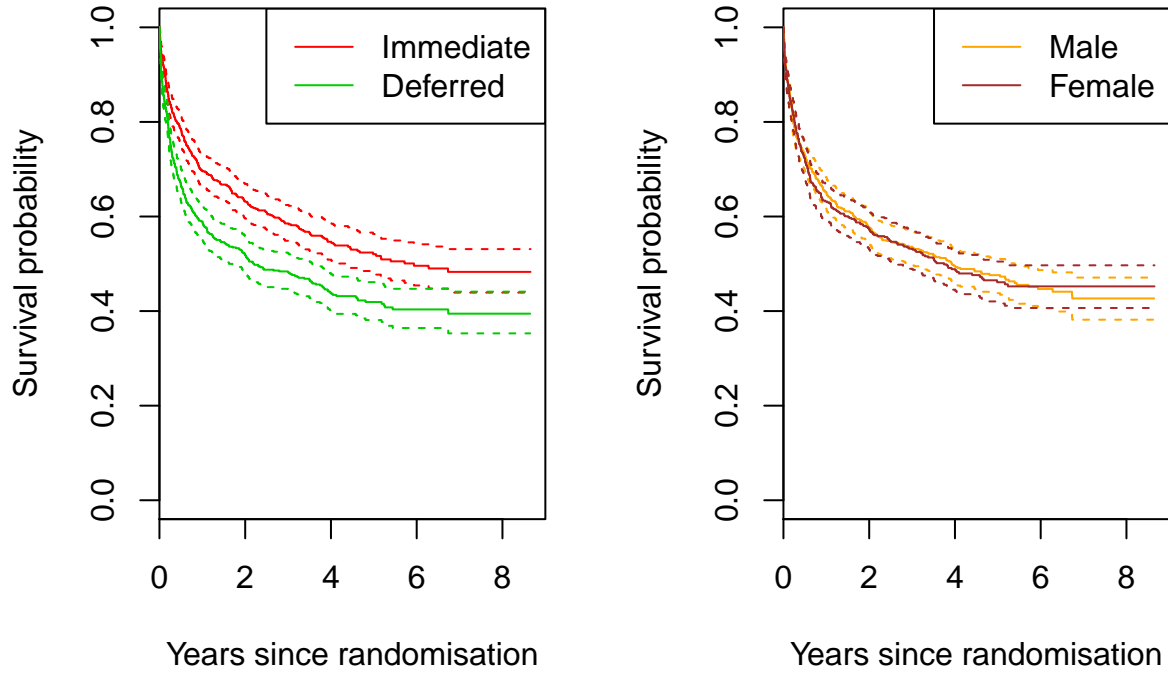 Immediate
Deferred
Survival probability
0.0
0.2
0.4
0.6
0.8
1.0
0 2 4 6 8
Years since randomisation
Male
Female
Survival probability
0.0
0.2
0.4
0.6
0.8
1.0
0 2 4 6 8
Years since randomisation